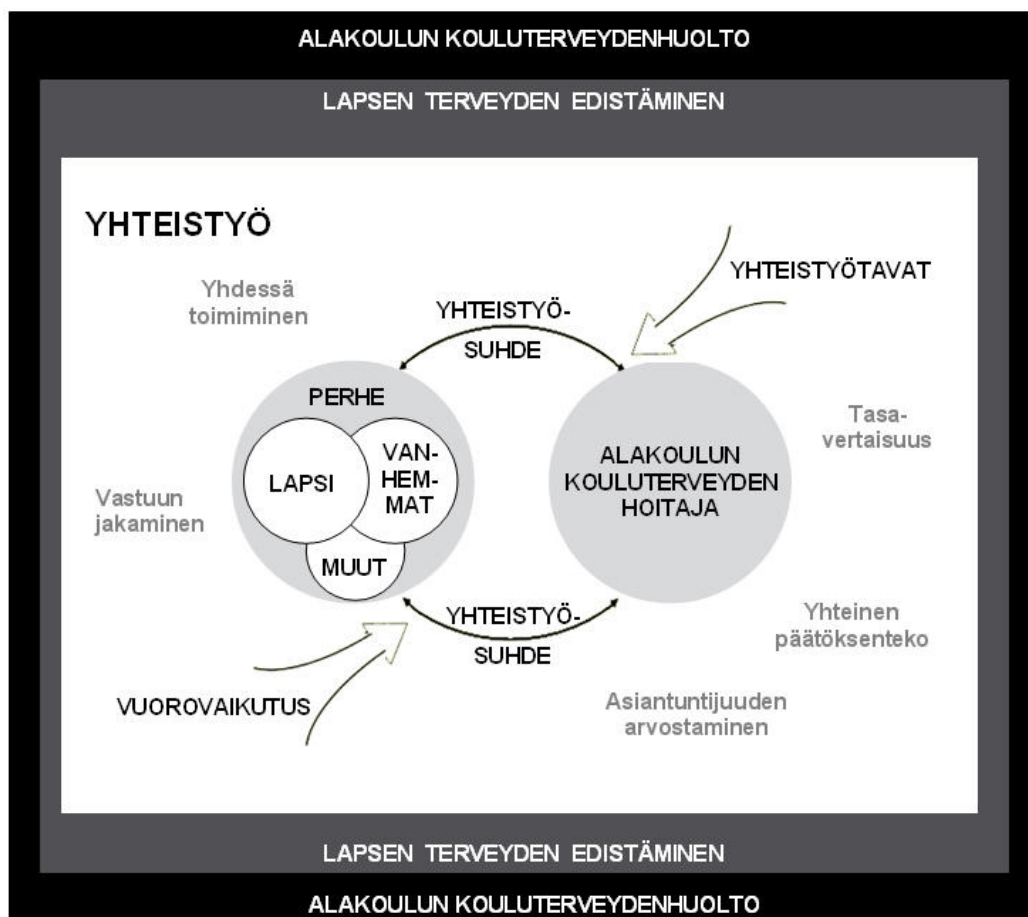 ALAKOULUN KOULUTERVEYDENHUOLTO
LAPSEN TERVEYDEN EDISTÄMINEN
YHTEISTYÖ
YHTEISTYÖTAVAT
Yhdessä
toimiminen
YHTEISTYÖ-
SUHDE
PERHE
LAPSI
VAN-
HEM-
MAT
MUUT
ALAKOULUN
KOULUTERVEYDEN
HOITAJA
Tasa-
vertaisuus
Vastuun
jakaminen
YHTEISTYÖ-
SUHDE
Yhteinen
päätöksenteko
VUOROVAIKUTUS
Asiantuntijuuden
arvostaminen
LAPSEN TERVEYDEN EDISTÄMINEN
ALAKOULUN KOULUTERVEYDENHUOLTO